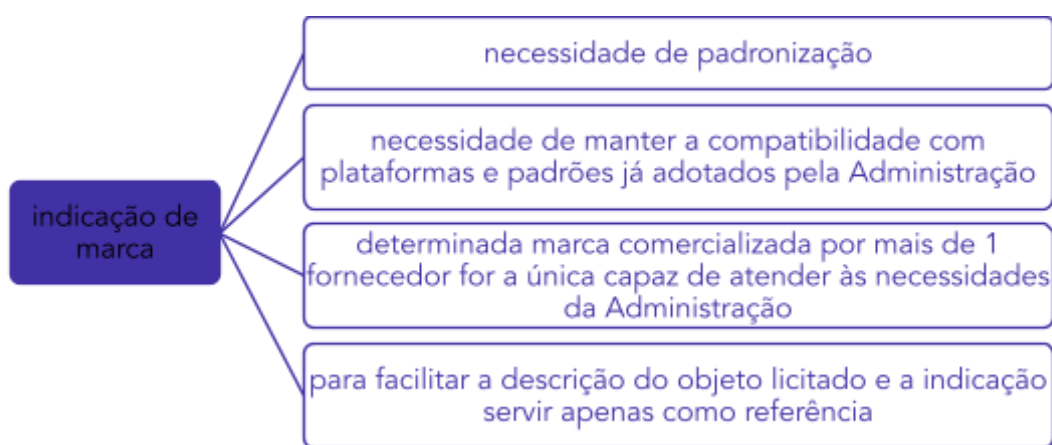 necessidade de padronização
necessidade de manter a compatibilidade com
plataformas e padrões já adotados pela Administração
indicação de
marca
determinada marca comercializada por mais de 1
fornecedor for a única capaz de atender às necessidades
da Administração
para facilitar a descrição do objeto licitado e a indicação
servir apenas como referência